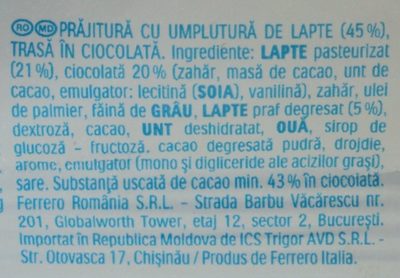 RO MD PRĂJITURĂ CU UMPLUTURĂ DE LAPTE (45%),
TRASĂ ÎN CIOCOLATĂ. Ingrediente: LAPTE pasteurizat
(21%), ciocolată 20% (zahăr, masă de cacao, unt de
cacao, emulgator: lecitină (SOIA), vanilină), zahăr, ulei
de palmier, făină de GRÂU, LAPTE praf degresat (5%),
dextroză, cacao, UNT deshidratat, OUĂ, sirop de
glucoză - fructoză. cacao degresată pudră, drojdie,
arome, emulgator (mono și digliceride ale acizilor grași),
sare. Substanță uscată de cacao min. 43% în ciocolată.
Ferrero România S.R.L. - Strada Barbu Văcărescu nr.
201, Globalworth Tower, etaj 12, sector 2, București.
Importat în Republica Moldova de ICS Trigor AVD S.R.L. -
Str. Otovasca 17, Chișinău / Produs de Ferrero Italia.